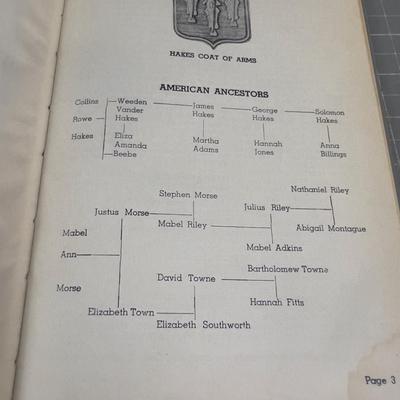 HAKES COAT OF ARMS
AMERICAN ANCESTORS
Collins Weeden James George Solomon
Vander Hakes Hakes Hakes
Rowe Hakes
Eliza Martha Hannah Anna
Hakes Amanda Adams Jones Billings
Beebe
Nathaniel Riley
Stephen Morse
Justus Morse Julius Riley
Mabel Riley Abigail Montague
Mabel
Mabel Adkins
Ann
David Towne Bartholomew Towne
Morse
Hannah Fitts
Elizabeth Town
Elizabeth Southworth
Page 3